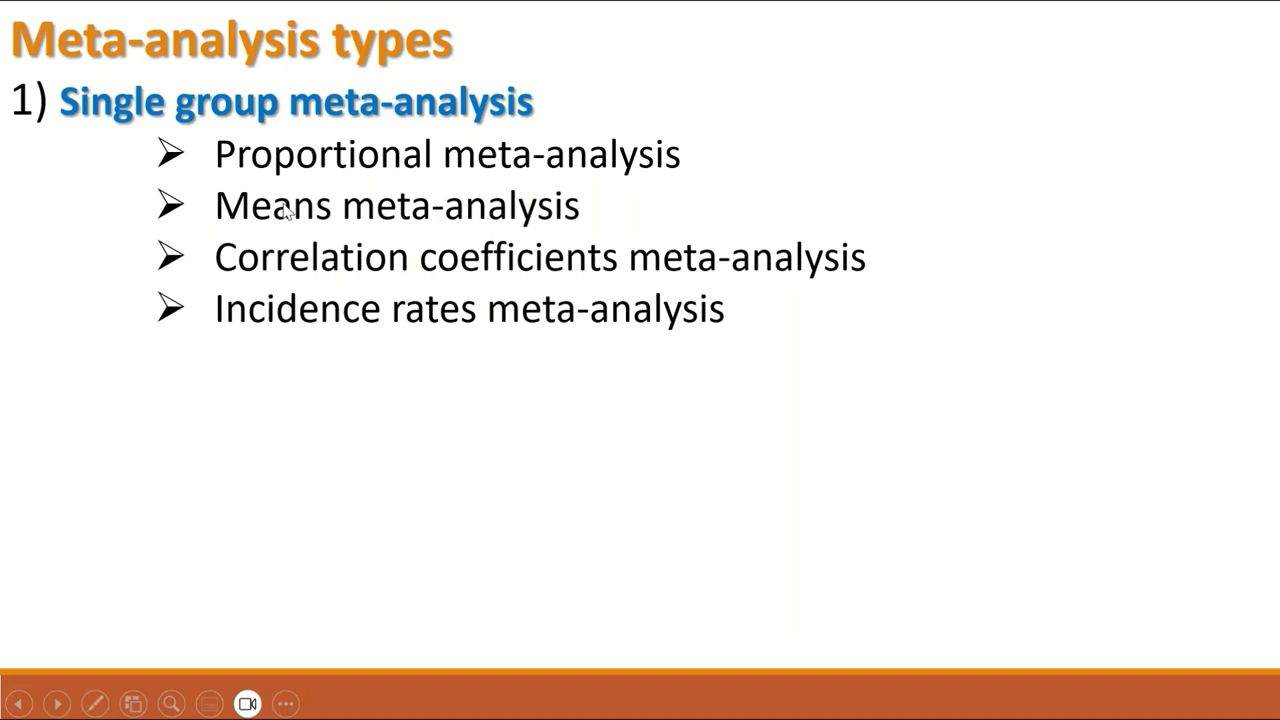 Meta-analysis types
1) Single group meta-analysis
➢ Proportional meta-analysis
➢ Means meta-analysis
➢ Correlation coefficients meta-analysis
➢ Incidence rates meta-analysis